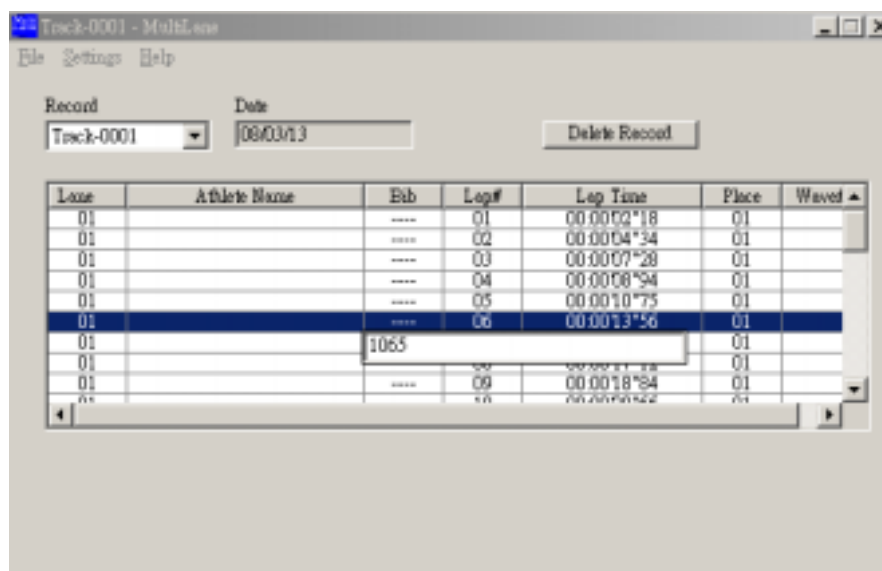 Track-0001 - MultiLane
File Settings Help
Record Date
Track-0001 08/03/13 Delete Record
Lane Athlete Name Bib Lap# Lap Time Place Waved
01 ---- 01 00:00'02"18 01
01 ---- 02 00:00'04"34 01
01 ---- 03 00:00'07"28 01
01 ---- 04 00:00'08"94 01
01 ---- 05 00:00'10"75 01
01 ---- 06 00:00'13"56 01
01 1065 01
01 01
01 ---- 09 00:00'18"84 01
01 10 01